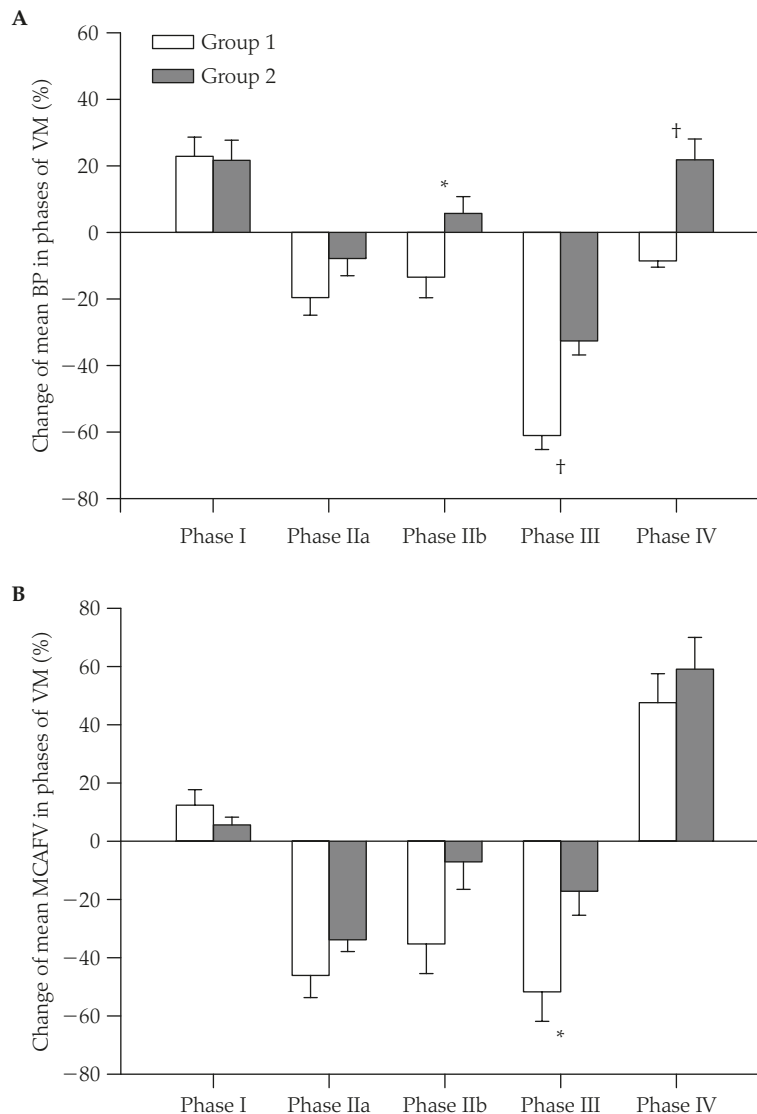 A
Change of mean BP in phases of VM (%)
60
40
20
0
−20
−40
−60
−80
Group 1
Group 2
*
†
†
Phase I Phase IIa Phase IIb Phase III Phase IV
B
Change of mean MCAFV in phases of VM (%)
80
60
40
20
0
−20
−40
−60
−80
*
Phase I Phase IIa Phase IIb Phase III Phase IV